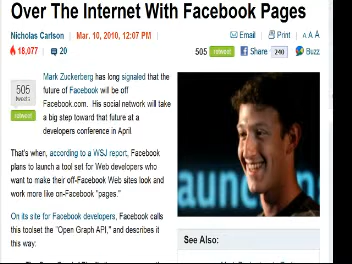 Over The Internet With Facebook Pages
Nicholas Carlson | Mar. 10, 2010, 12:07 PM |
Email | Print | A A A
18,077 | 20
505 retweet Share 240 Buzz
505
tweets
retweet
Mark Zuckerberg has long signaled that the
future of Facebook will be off
Facebook.com. His social network will take
a big step toward that future at a
developers conference in April.
That's when, according to a WSJ report, Facebook
plans to launch a tool set for Web developers who
want to make their off-Facebook Web sites look and
work more like on-Facebook "pages."
On its site for Facebook developers, Facebook calls
this toolset the "Open Graph API," and describes it
this way:
See Also: